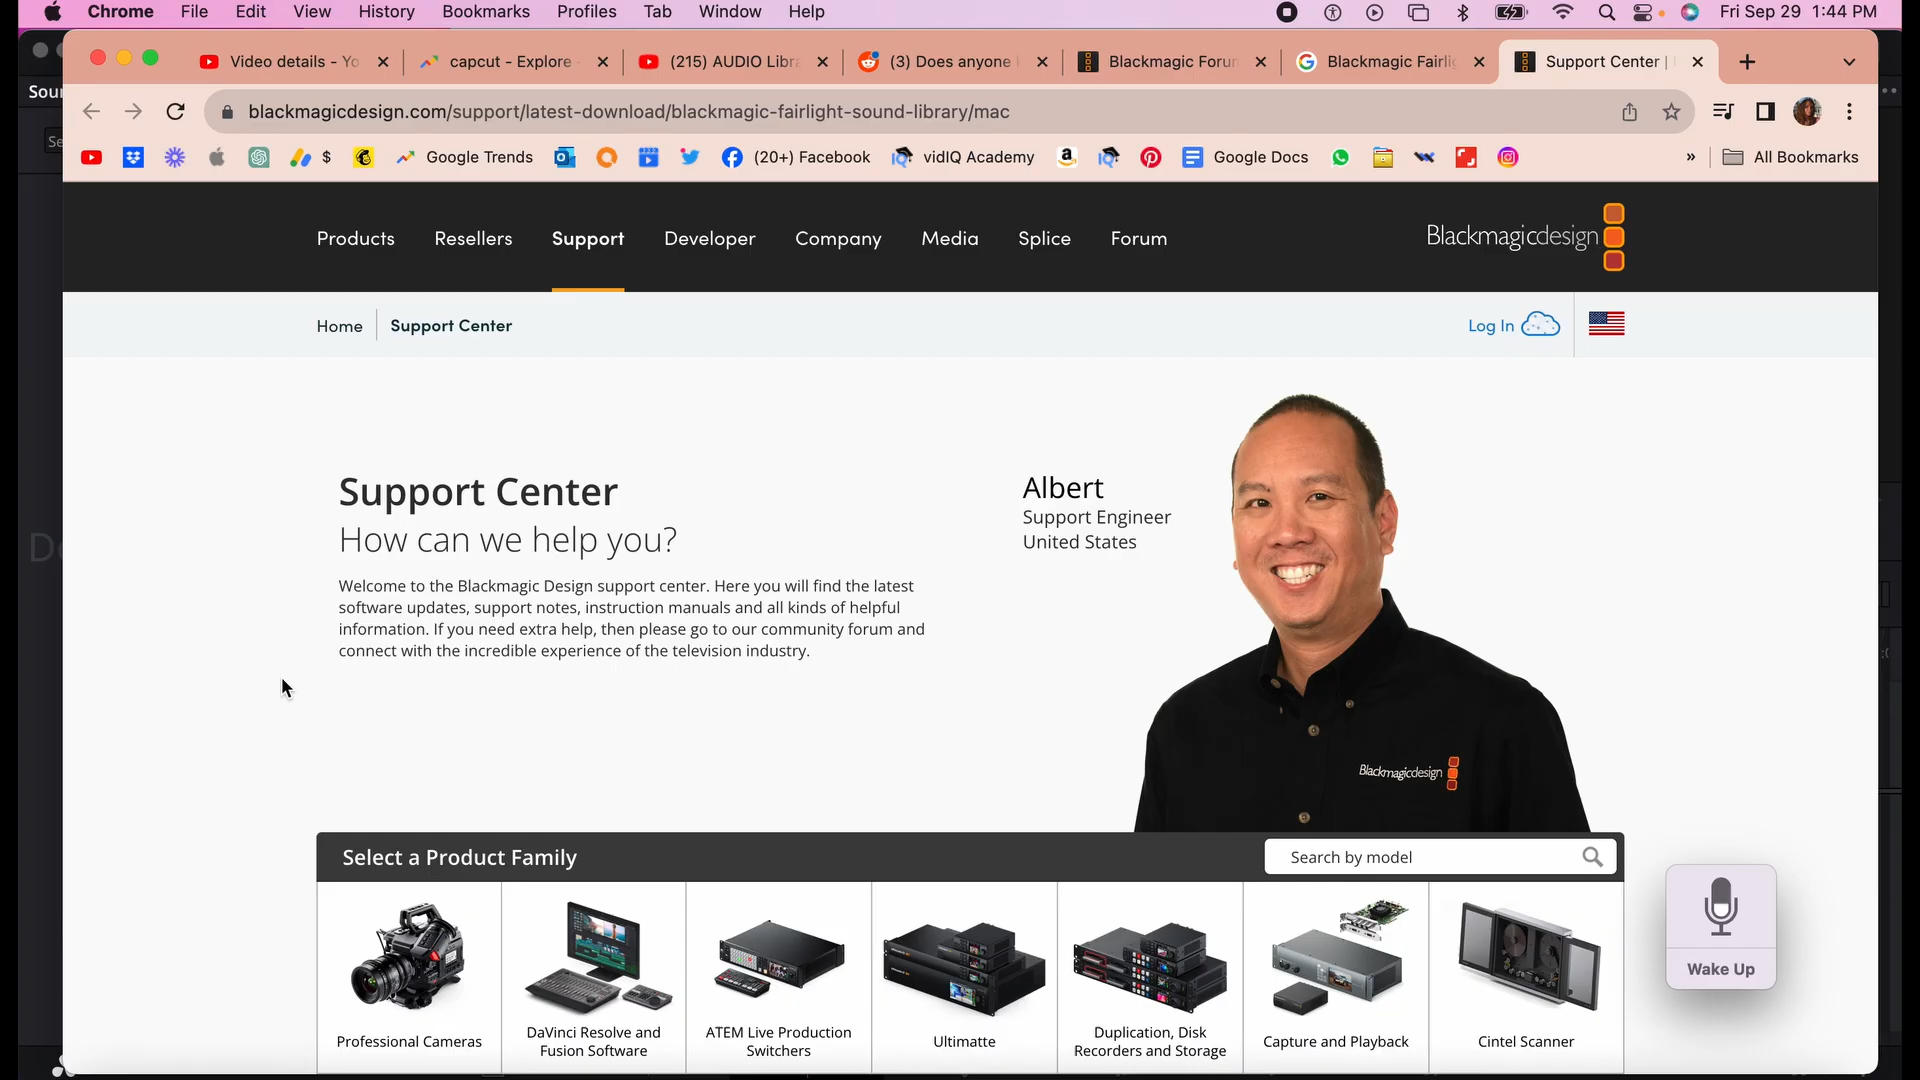 Chrome File Edit View History Bookmarks Profiles Tab Window Help Fri Sep 29 1:44 PM
Video details - Yo capcut - Explore (215) AUDIO Libra (3) Does anyone Blackmagic Forum Blackmagic Fairlig Support Center |
Sour
blackmagicdesign.com/support/latest-download/blackmagic-fairlight-sound-library/mac
Se
$ Google Trends (20+) Facebook vidIQ Academy Google Docs » All Bookmarks
Products Resellers Support Developer Company Media Splice Forum Blackmagicdesign
Home Support Center Log In
Support Center
How can we help you?
Welcome to the Blackmagic Design support center. Here you will find the latest
software updates, support notes, instruction manuals and all kinds of helpful
information. If you need extra help, then please go to our community forum and
connect with the incredible experience of the television industry.
Albert
Support Engineer
United States
Blackmagicdesign
Select a Product Family Search by model
Professional Cameras
DaVinci Resolve and
Fusion Software
ATEM Live Production
Switchers
Ultimatte
Duplication, Disk
Recorders and Storage
Capture and Playback
Cintel Scanner
Wake Up